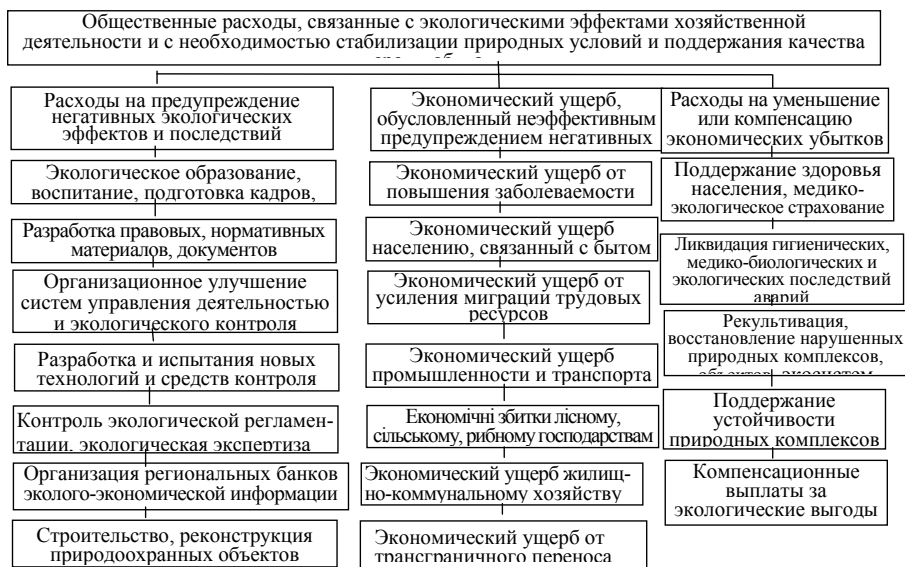 Общественные расходы, связанные с экологическими эффектами хозяйственной
деятельности и с необходимостью стабилизации природных условий и поддержания качества
Расходы на предупреждение
негативных экологических
эффектов и последствий
Экологическое образование,
воспитание, подготовка кадров,
Разработка правовых, нормативных
материалов, документов
Организационное улучшение
систем управления деятельностью
и экологического контроля
Разработка и испытания новых
технологий и средств контроля
Контроль экологической регламен-
тации, экологическая экспертиза
Организация региональных банков
эколого-экономической информации
Строительство, реконструкция
природоохранных объектов
Экономический ущерб,
обусловленный неэффективным
предупреждением негативных
Экономический ущерб от
повышения заболеваемости
Экономический ущерб
населению, связанный с бытом
Экономический ущерб от
усиления миграций трудовых
ресурсов
Экономический ущерб
промышленности и транспорта
Економічні збитки лісному,
сільському, рибному господарствам
Экономический ущерб жилищ-
но-коммунальному хозяйству
Экономический ущерб от
трансграничного переноса
Расходы на уменьшение
или компенсацию
экономических убытков
Поддержание здоровья
населения, медико-
экологическое страхование
Ликвидация гигиенических,
медико-биологических и
экологических последствий
аварий
Рекультивация,
восстановление нарушенных
природных комплексов,
объектов, экосистем
Поддержание
устойчивости
природных комплексов
Компенсационные
выплаты за
экологические выгоды